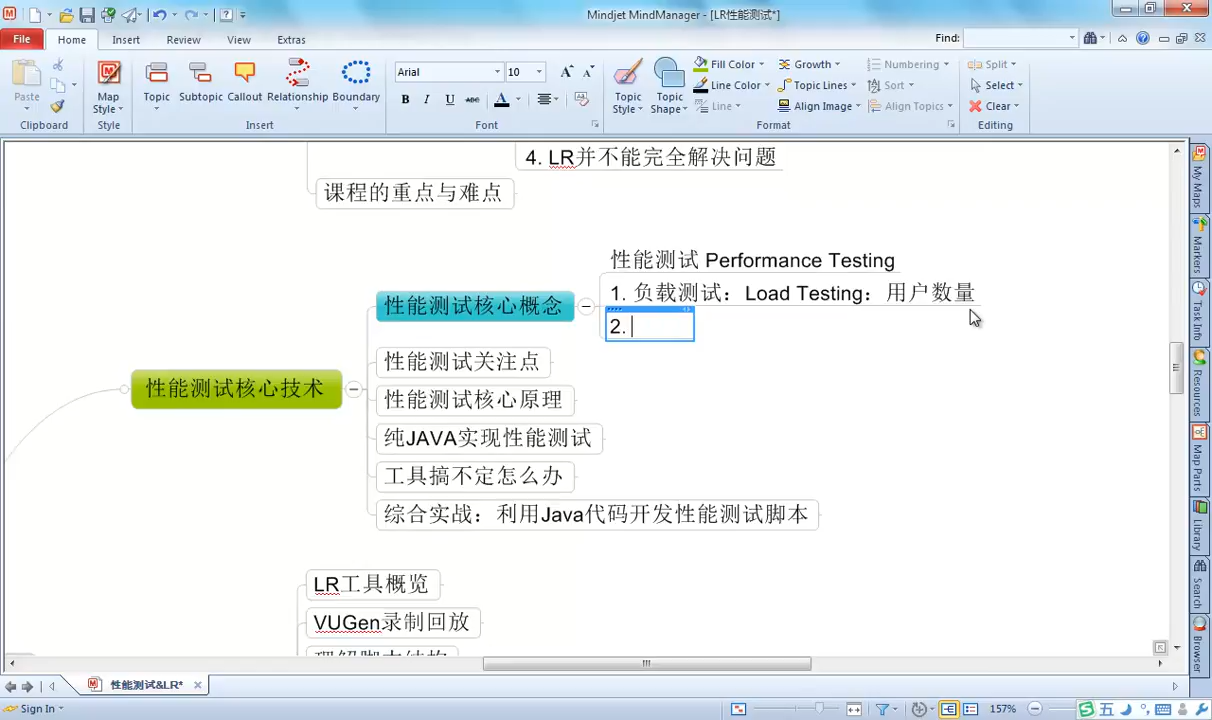 Mindjet MindManager - [LR性能测试*]
File Home Insert Review View Extras
Find:
Paste Map Style Topic Subtopic Callout Relationship Boundary
Arial 10
B I U abc A
Topic Style Topic Shape
Fill Color Growth Numbering Split
Line Color Topic Lines Sort Select
Line Align Image Align Topics Clear
Clipboard Style Insert Font Format Editing
4. LR并不能完全解决问题
课程的重点与难点
性能测试 Performance Testing
性能测试核心概念
1. 负载测试：Load Testing：用户数量
2.
性能测试关注点
性能测试核心技术
性能测试核心原理
纯JAVA实现性能测试
工具搞不定怎么办
综合实战：利用Java代码开发性能测试脚本
LR工具概览
VUGen录制回放
理解脚本结构
My Maps
Markers
Task Info
Resources
Map Parts
Library
Search
Browser
性能测试&LR*
Sign In
157%
五